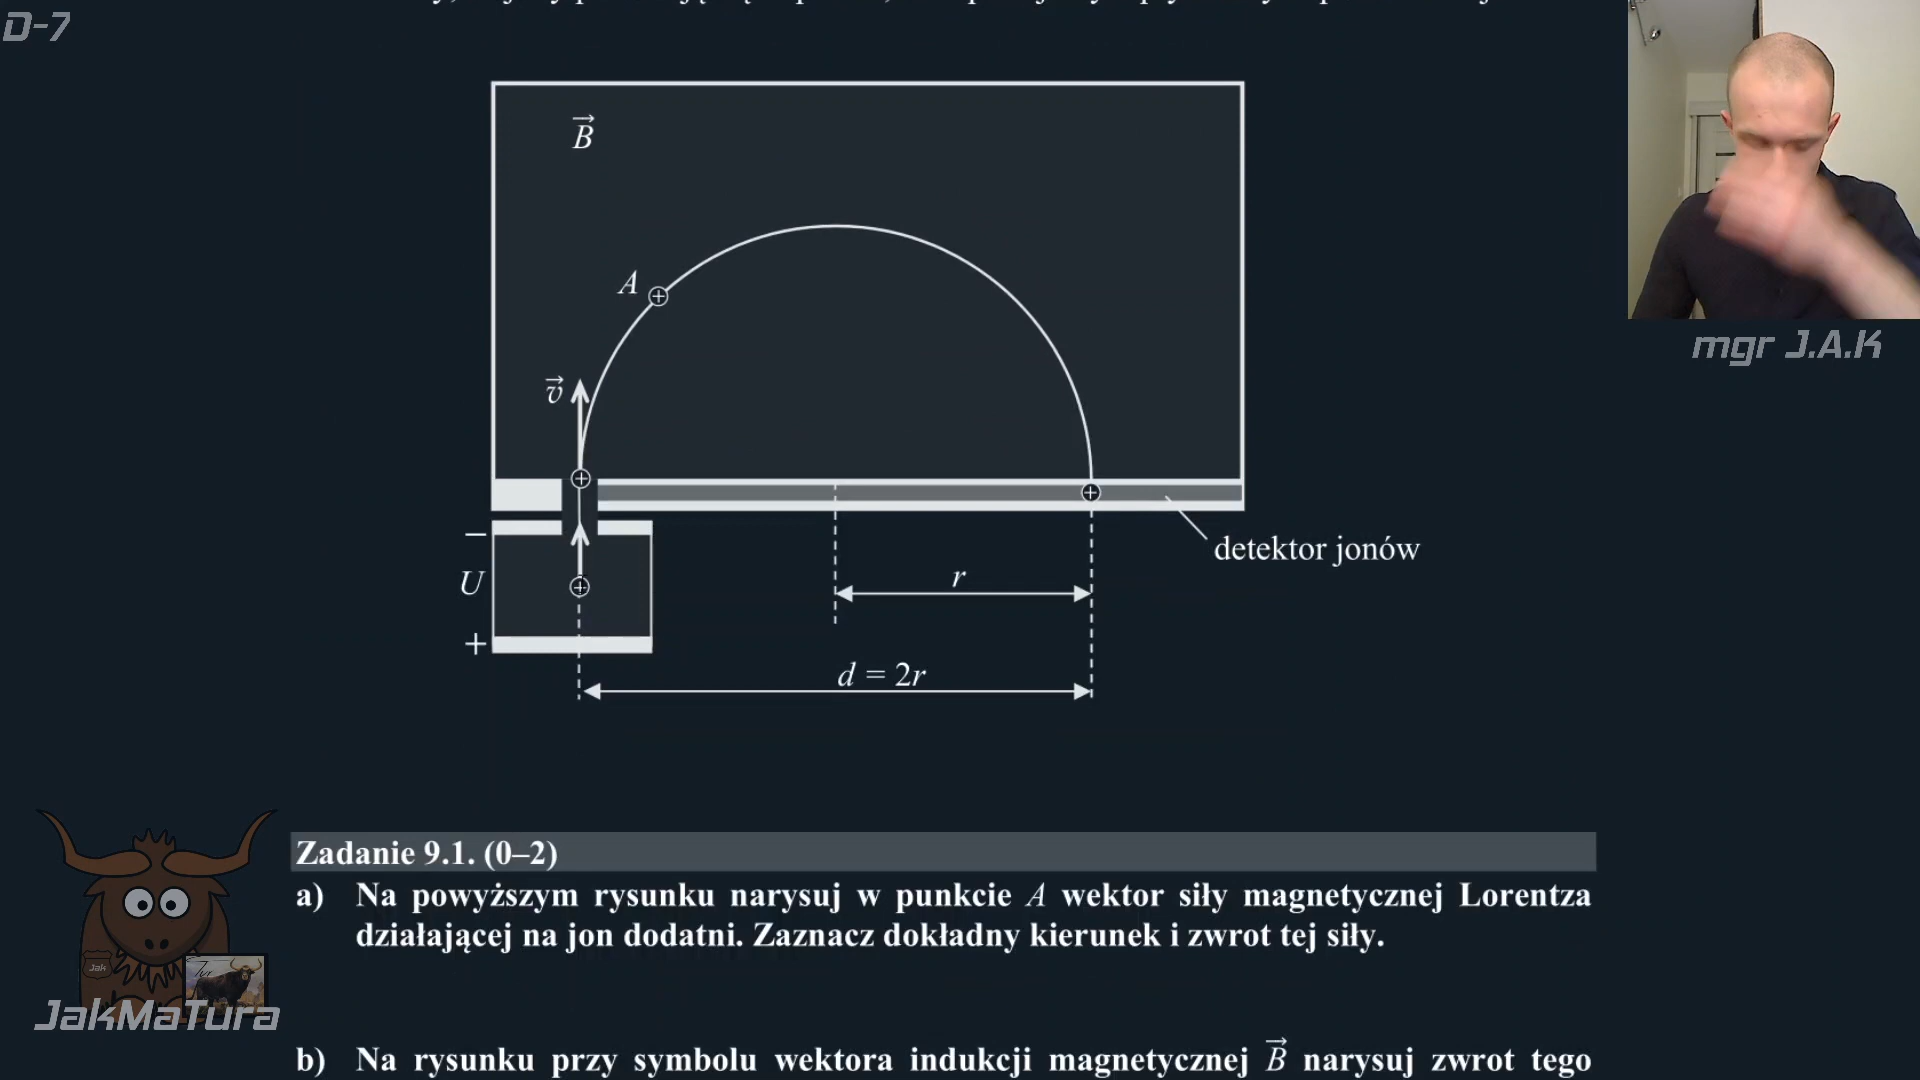 D-7
B
A
v
−
U
+
r
d = 2r
detektor jonów
mgr J.A.K
Zadanie 9.1. (0–2)
a) Na powyższym rysunku narysuj w punkcie A wektor siły magnetycznej Lorentza
działającej na jon dodatni. Zaznacz dokładny kierunek i zwrot tej siły.
Jak
Tur
JakMaTura
b) Na rysunku przy symbolu wektora indukcji magnetycznej B narysuj zwrot tego